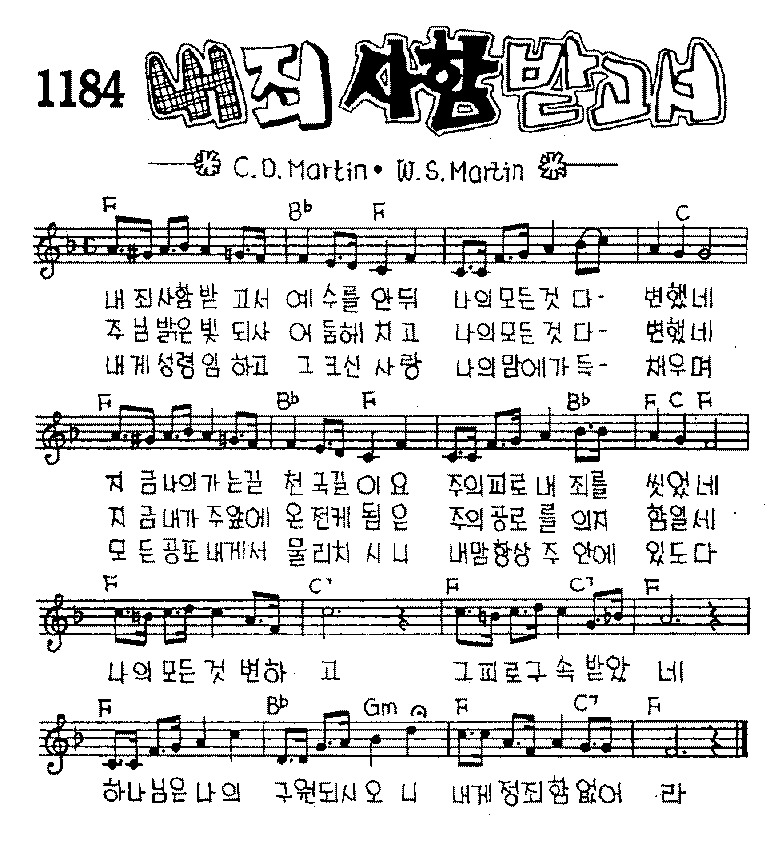 1184 내 죄 사함 받고서
C.D. Martin • W.S. Martin
F B♭ F C
내 죄 사함 받 고서 예 수를 안 뒤 나의 모든 것 다- 변했네
주 님 밝은 빛 되사 어 둠헤 치 고 나의 모든 것 다- 변했네
내게 성령 임 하고 그 크신 사 랑 나의 맘에 가 득- 채우며
F B♭ F B♭ F C F
지 금 나의 가 는길 천 국길 이 요 주의 피로 내 죄를 씻었네
지 금 내가 주앞에 온 전케 됨 은 주의 공로 를 의지 함일세
모 든 공포 내게서 물 리치 시 니 내맘 항상 주 안에 있도다
F C7 F C7 F
나의 모든 것 변하 고 그 피로 구 속 받았 네
F B♭ Gm F C7 F
하나님은 나의 구원되시 오 니 내게 정죄함 없어 라